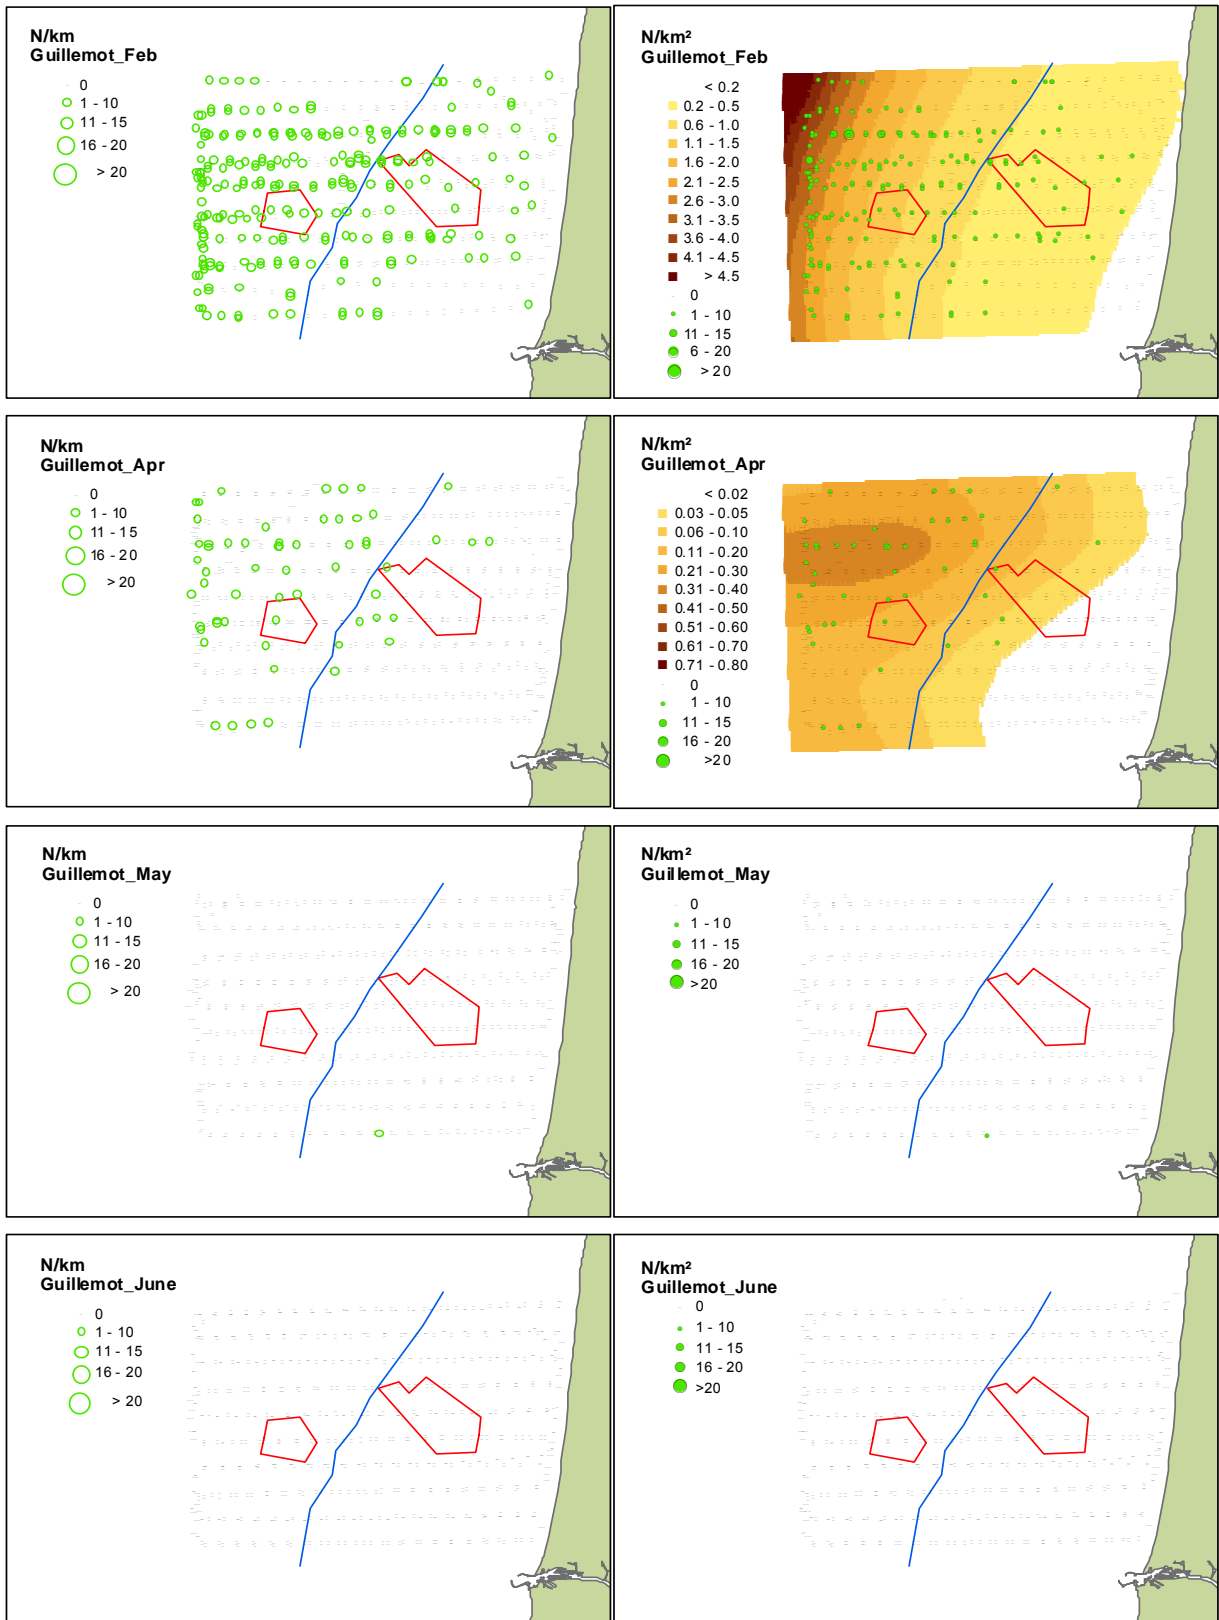 N/km
Guillemot_Feb
0
1 - 10
11 - 15
16 - 20
> 20
N/km²
Guillemot_Feb
< 0.2
0.2 - 0.5
0.6 - 1.0
1.1 - 1.5
1.6 - 2.0
2.1 - 2.5
2.6 - 3.0
3.1 - 3.5
3.6 - 4.0
4.1 - 4.5
> 4.5
0
1 - 10
11 - 15
6 - 20
> 20
N/km
Guillemot_Apr
0
1 - 10
11 - 15
16 - 20
> 20
N/km²
Guillemot_Apr
< 0.02
0.03 - 0.05
0.06 - 0.10
0.11 - 0.20
0.21 - 0.30
0.31 - 0.40
0.41 - 0.50
0.51 - 0.60
0.61 - 0.70
0.71 - 0.80
0
1 - 10
11 - 15
16 - 20
>20
N/km
Guillemot_May
0
1 - 10
11 - 15
16 - 20
> 20
N/km²
Guillemot_May
0
1 - 10
11 - 15
16 - 20
>20
N/km
Guillemot_June
0
1 - 10
11 - 15
16 - 20
> 20
N/km²
Guillemot_June
0
1 - 10
11 - 15
16 - 20
>20